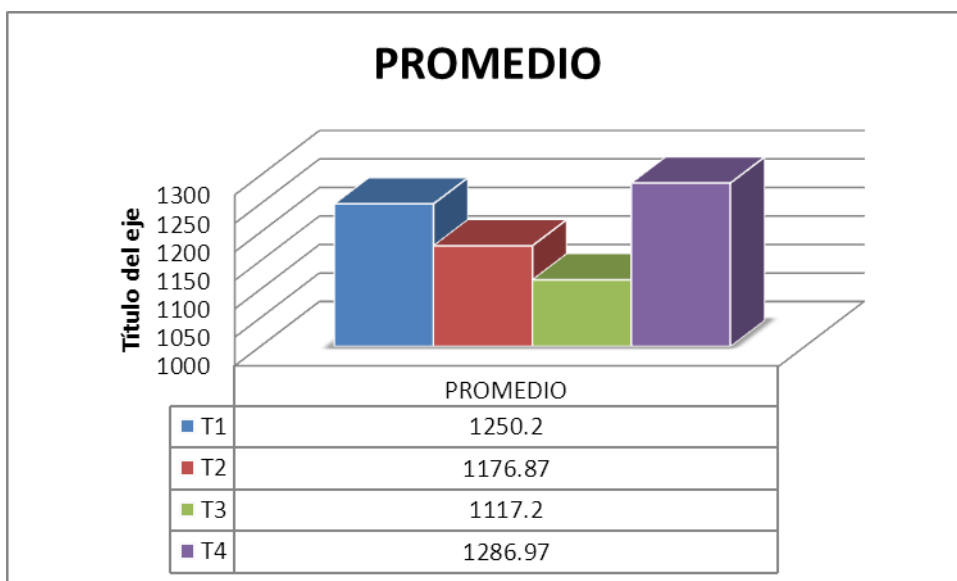 PROMEDIO
Título del eje
1300
1250
1200
1150
1100
1050
1000
PROMEDIO
T1 1250.2
T2 1176.87
T3 1117.2
T4 1286.97